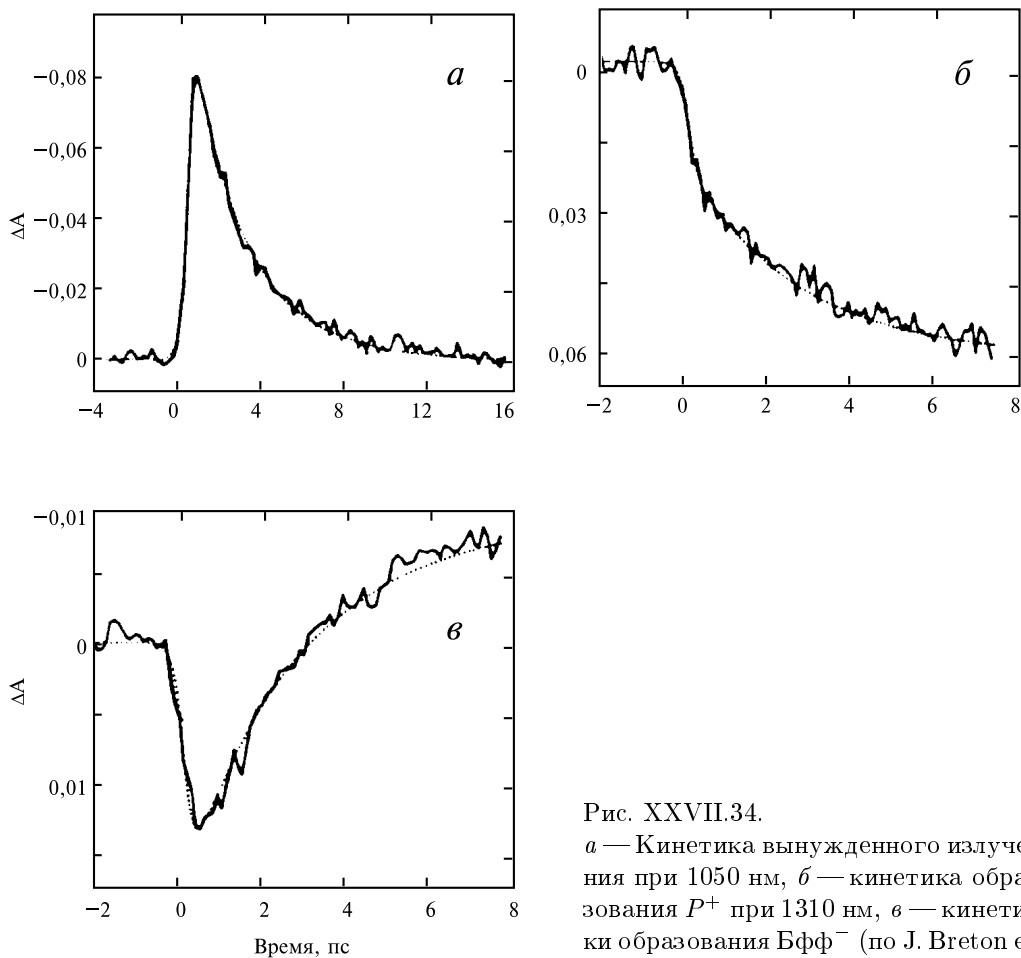 а
ΔA
−0,08
−0,06
−0,04
−0,02
0
−4 0 4 8 12 16
б
0
0,03
0,06
−2 0 2 4 6 8
в
ΔA
−0,01
0
0,01
−2 0 2 4 6 8
Время, пс
Рис. XXVII.34.
а — Кинетика вынужденного излуче
ния при 1050 нм, б — кинетика обра
зования P⁺ при 1310 нм, в — кинети
ки образования Бфф⁻ (по J. Breton e